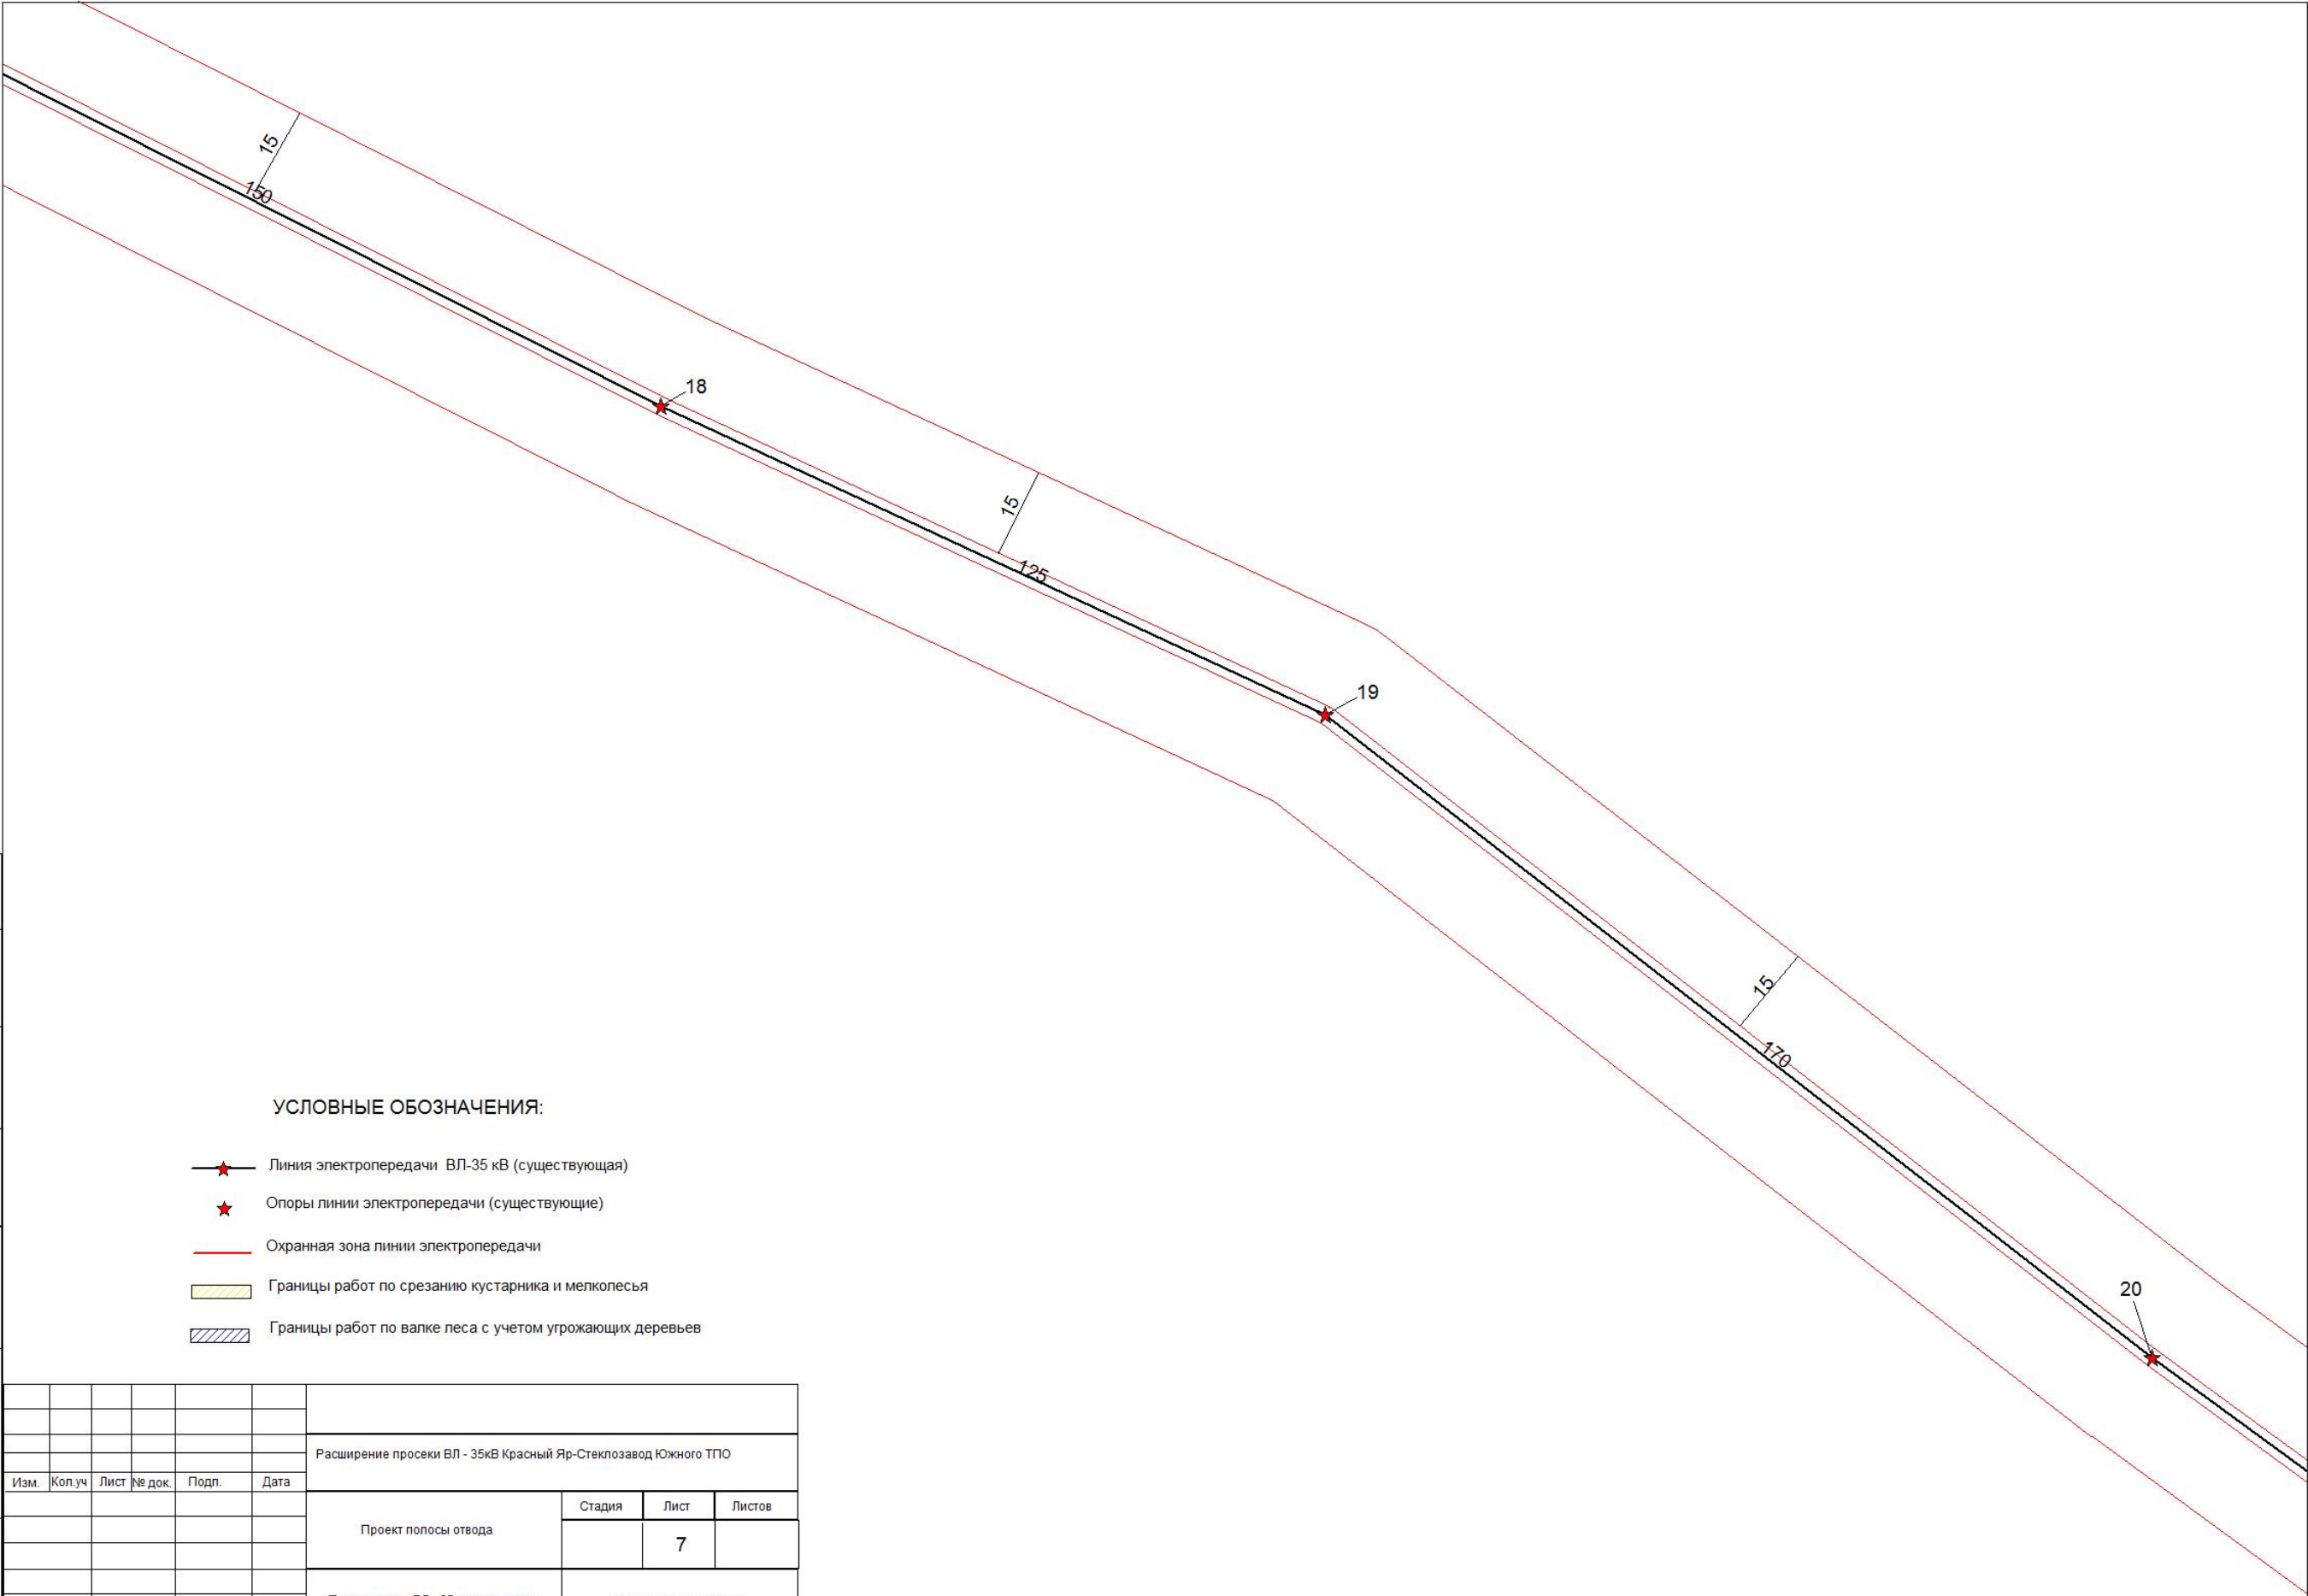 15
150
18
15
125
19
15
170
20
УСЛОВНЫЕ ОБОЗНАЧЕНИЯ:
Линия электропередачи ВЛ-35 кВ (существующая)
Опоры линии электропередачи (существующие)
Охранная зона линии электропередачи
Границы работ по срезанию кустарника и мелколесья
Границы работ по валке леса с учетом угрожающих деревьев
Расширение просеки ВЛ - 35кВ Красный Яр-Стеклозавод Южного ТПО
Изм. Кол.уч Лист № док. Подп. Дата
Стадия Лист Листов
Проект полосы отвода
7